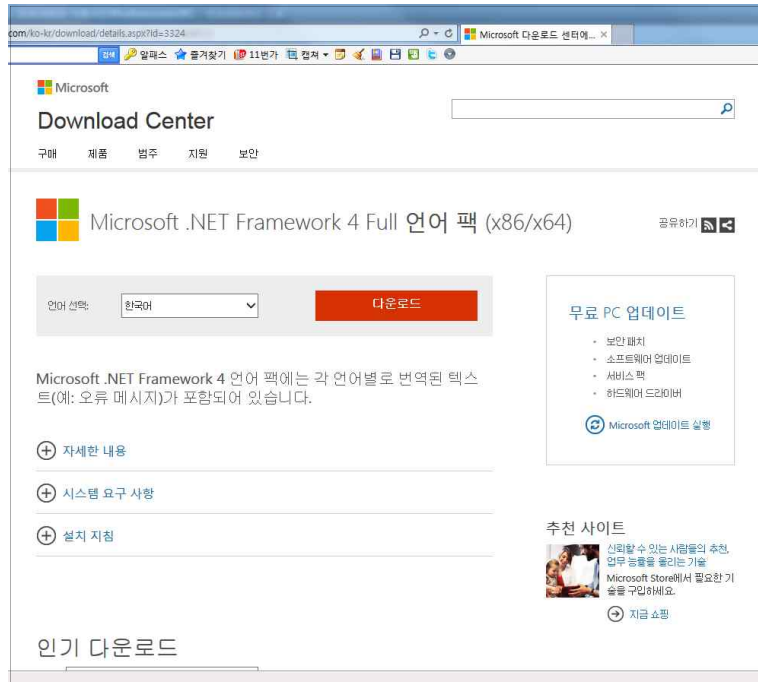 com/ko-kr/download/details.aspx?id=3324
Microsoft 다운로드 센터에... ×
검색 알패스 즐겨찾기 11번가 캡쳐
Microsoft
Download Center
구매 제품 범주 지원 보안
Microsoft .NET Framework 4 Full 언어 팩 (x86/x64)
공유하기
언어 선택: 한국어 다운로드
Microsoft .NET Framework 4 언어 팩에는 각 언어별로 번역된 텍스
트(예: 오류 메시지)가 포함되어 있습니다.
자세한 내용
시스템 요구 사항
설치 지침
무료 PC 업데이트
보안 패치
소프트웨어 업데이트
서비스 팩
하드웨어 드라이버
Microsoft 업데이트 실행
추천 사이트
신뢰할 수 있는 사람들의 추천,
업무 능률을 올리는 기술
Microsoft Store에서 필요한 기
술을 구입하세요.
지금 쇼핑
인기 다운로드